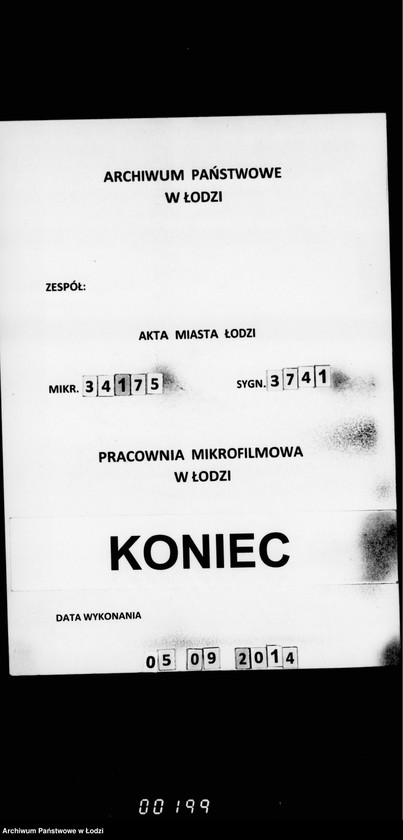 ARCHIWUM PAŃSTWOWE
W ŁODZI
ZESPÓŁ:
AKTA MIASTA ŁODZI
MIKR. 34175 SYGN. 3741
PRACOWNIA MIKROFILMOWA
W ŁODZI
KONIEC
DATA WYKONANIA
05 09 2014
00199
Archiwum Państwowe w Łodzi